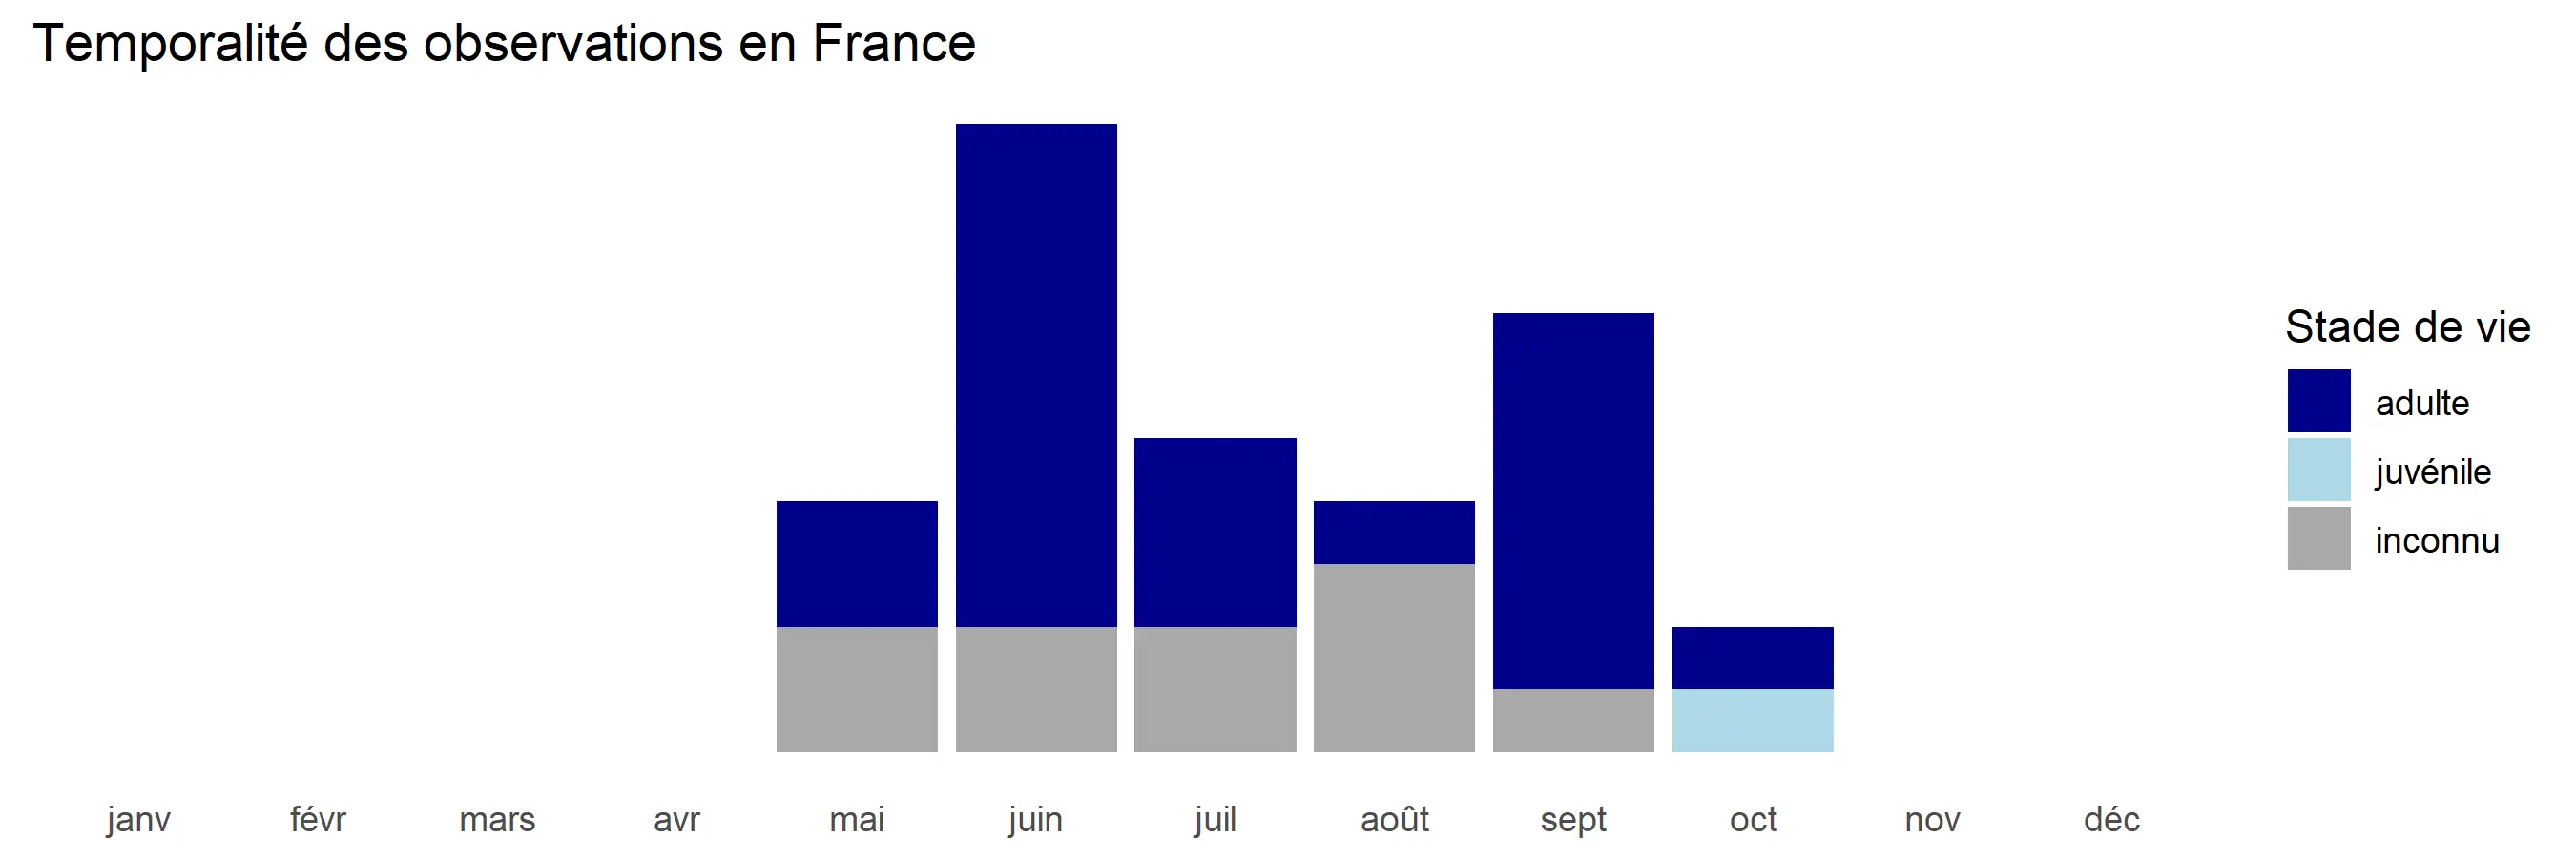 Temporalité des observations en France
Stade de vie
adulte
juvénile
inconnu
janv févr mars avr mai juin juil août sept oct nov déc